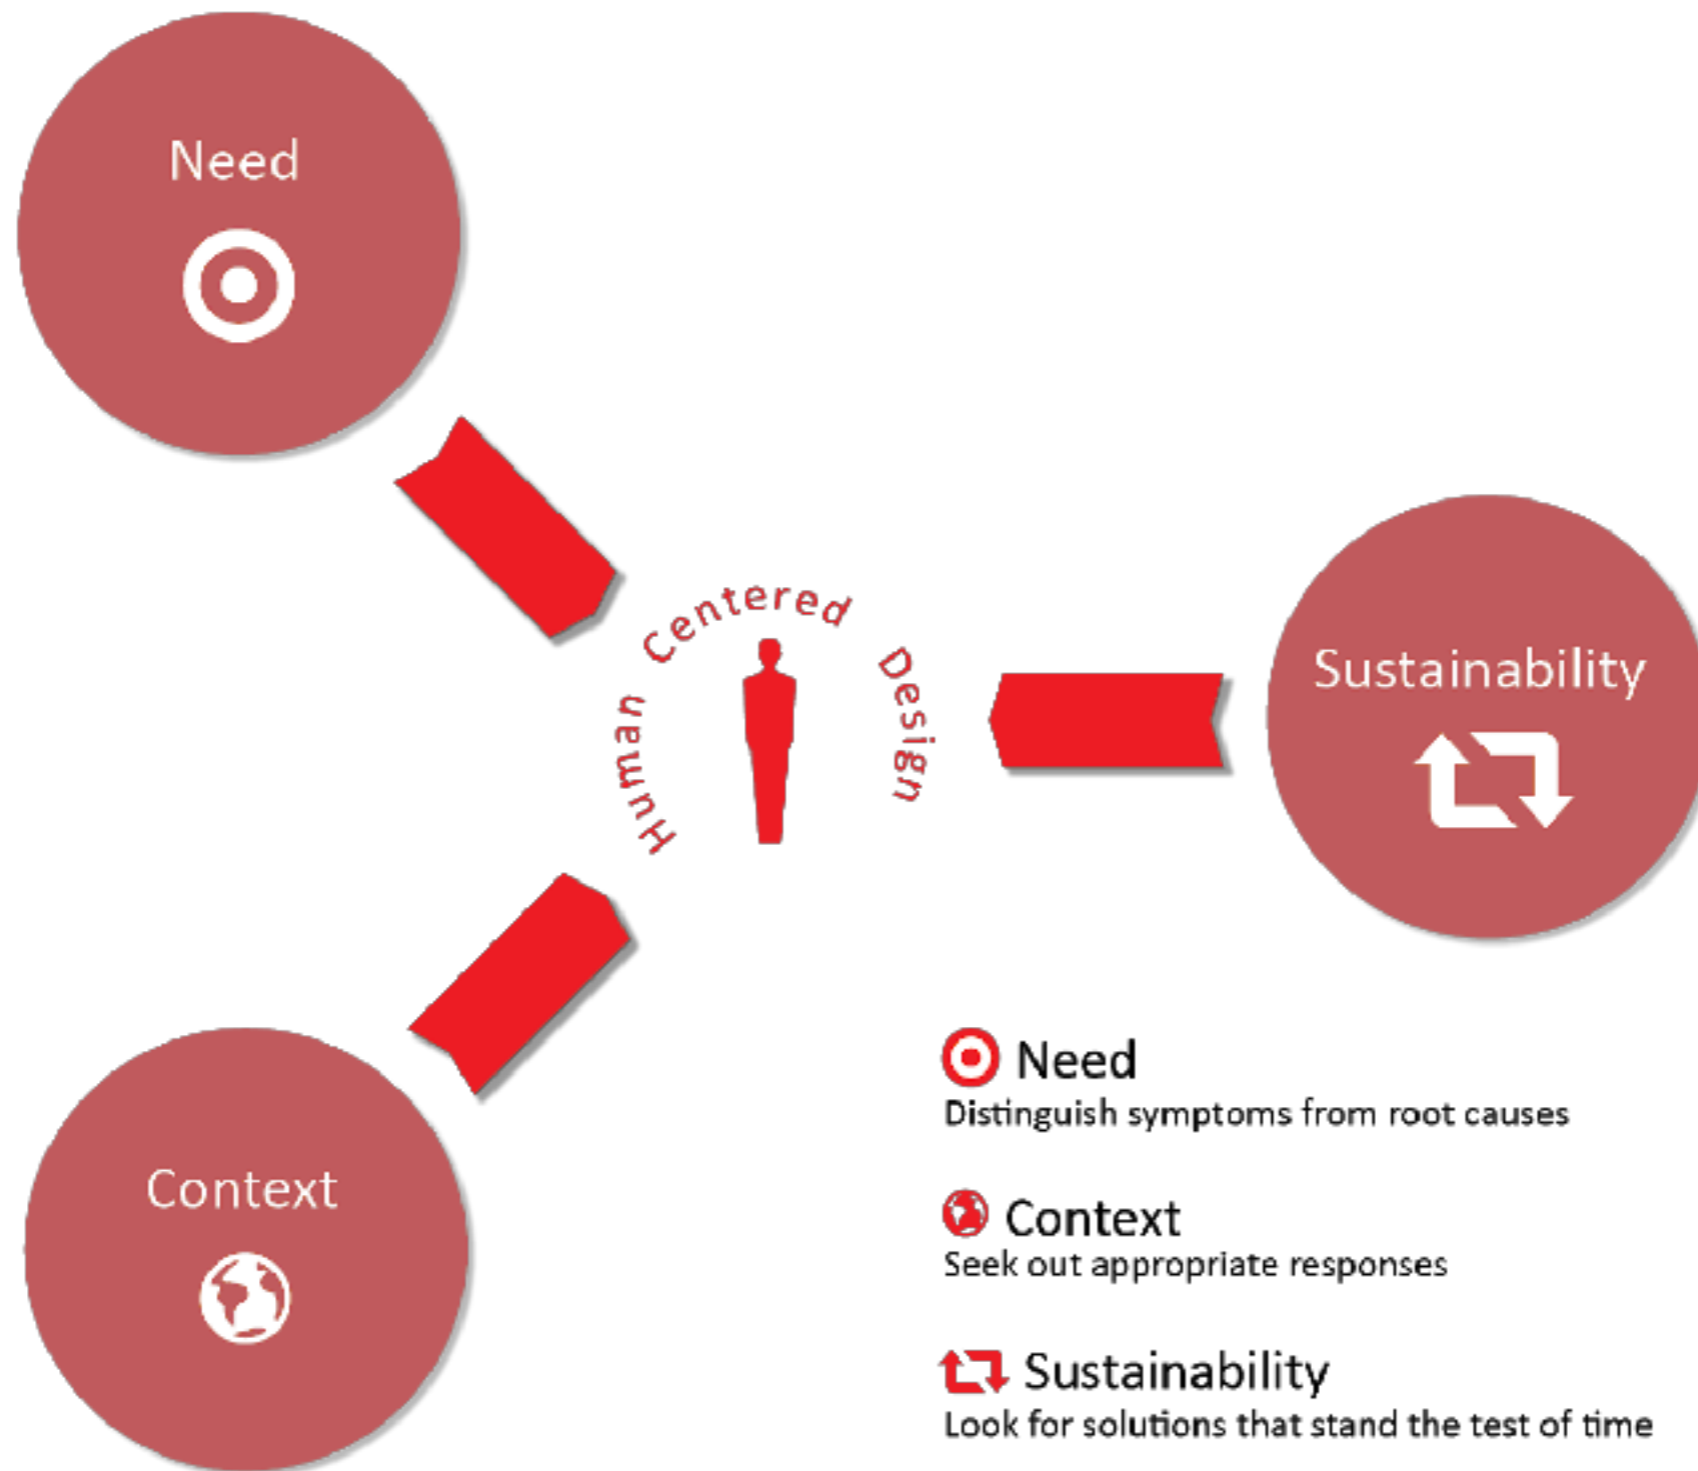 Need
Human Centered Design
Sustainability
Context
Need
Distinguish symptoms from root causes
Context
Seek out appropriate responses
Sustainability
Look for solutions that stand the test of time